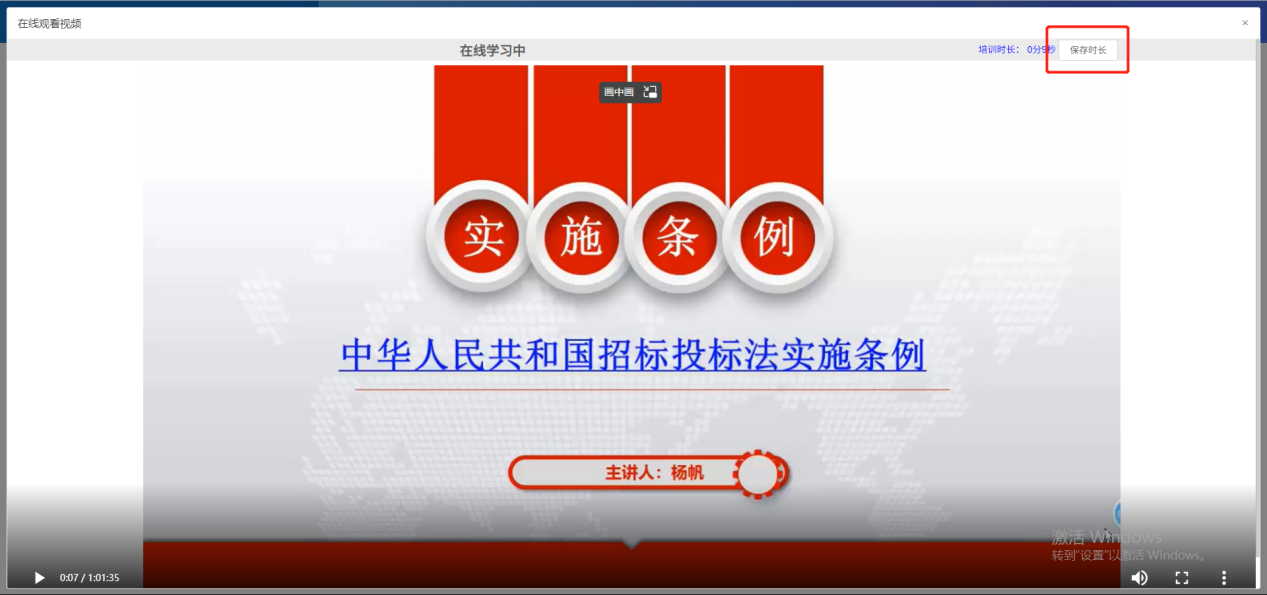 在线观看视频
×
在线学习中
培训时长： 0分9秒
保存时长
画中画
实施条例
中华人民共和国招标投标法实施条例
主讲人：杨帆
激活 Windows
转到"设置"以激活 Windows。
0:07 / 1:01:35